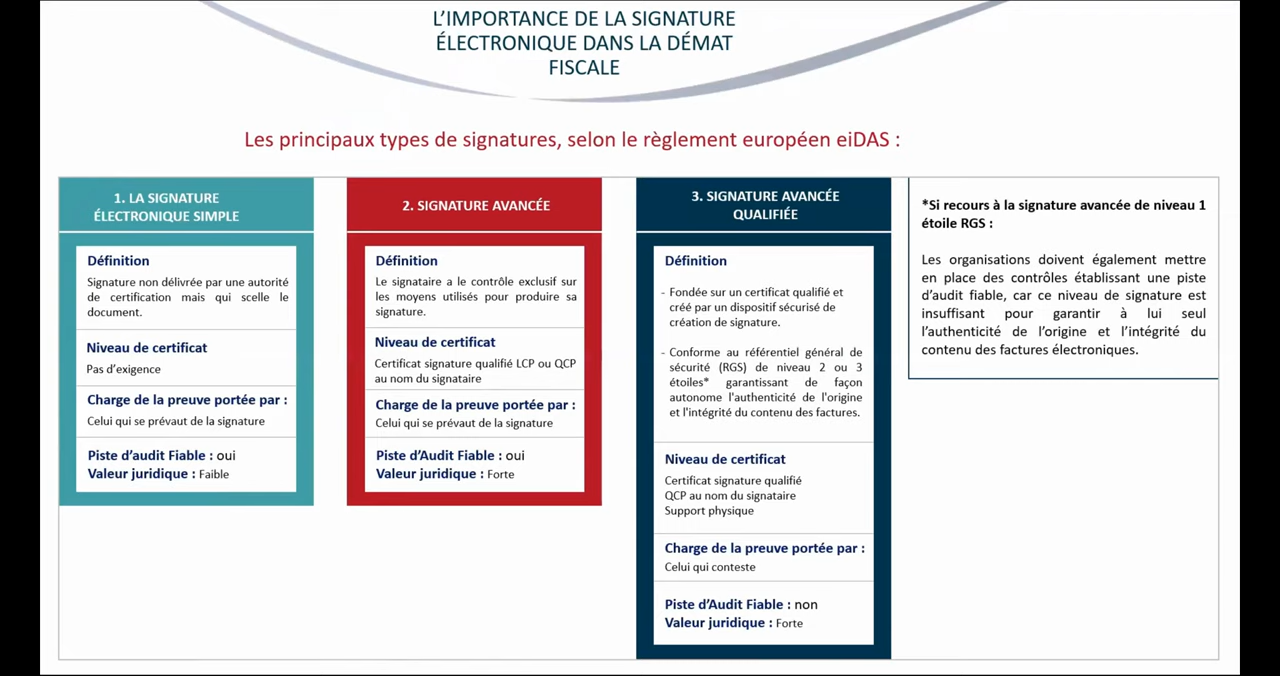 L'IMPORTANCE DE LA SIGNATURE
ÉLECTRONIQUE DANS LA DÉMAT
FISCALE
Les principaux types de signatures, selon le règlement européen eiDAS :
1. LA SIGNATURE
ÉLECTRONIQUE SIMPLE
Définition
Signature non délivrée par une autorité
de certification mais qui scelle le
document.
Niveau de certificat
Pas d'exigence
Charge de la preuve portée par :
Celui qui se prévaut de la signature
Piste d'audit Fiable : oui
Valeur juridique : Faible
2. SIGNATURE AVANCÉE
Définition
Le signataire a le contrôle exclusif sur
les moyens utilisés pour produire sa
signature.
Niveau de certificat
Certificat signature qualifié LCP ou QCP
au nom du signataire
Charge de la preuve portée par :
Celui qui se prévaut de la signature
Piste d'Audit Fiable : oui
Valeur juridique : Forte
3. SIGNATURE AVANCÉE
QUALIFIÉE
Définition
- Fondée sur un certificat qualifié et
créé par un dispositif sécurisé de
création de signature.
- Conforme au référentiel général de
sécurité (RGS) de niveau 2 ou 3
étoiles* garantissant de façon
autonome l'authenticité de l'origine
et l'intégrité du contenu des factures.
Niveau de certificat
Certificat signature qualifié
QCP au nom du signataire
Support physique
Charge de la preuve portée par :
Celui qui conteste
Piste d'Audit Fiable : non
Valeur juridique : Forte
*Si recours à la signature avancée de niveau 1
étoile RGS :
Les organisations doivent également mettre
en place des contrôles établissant une piste
d'audit fiable, car ce niveau de signature est
insuffisant pour garantir à lui seul
l'authenticité de l'origine et l'intégrité du
contenu des factures électroniques.